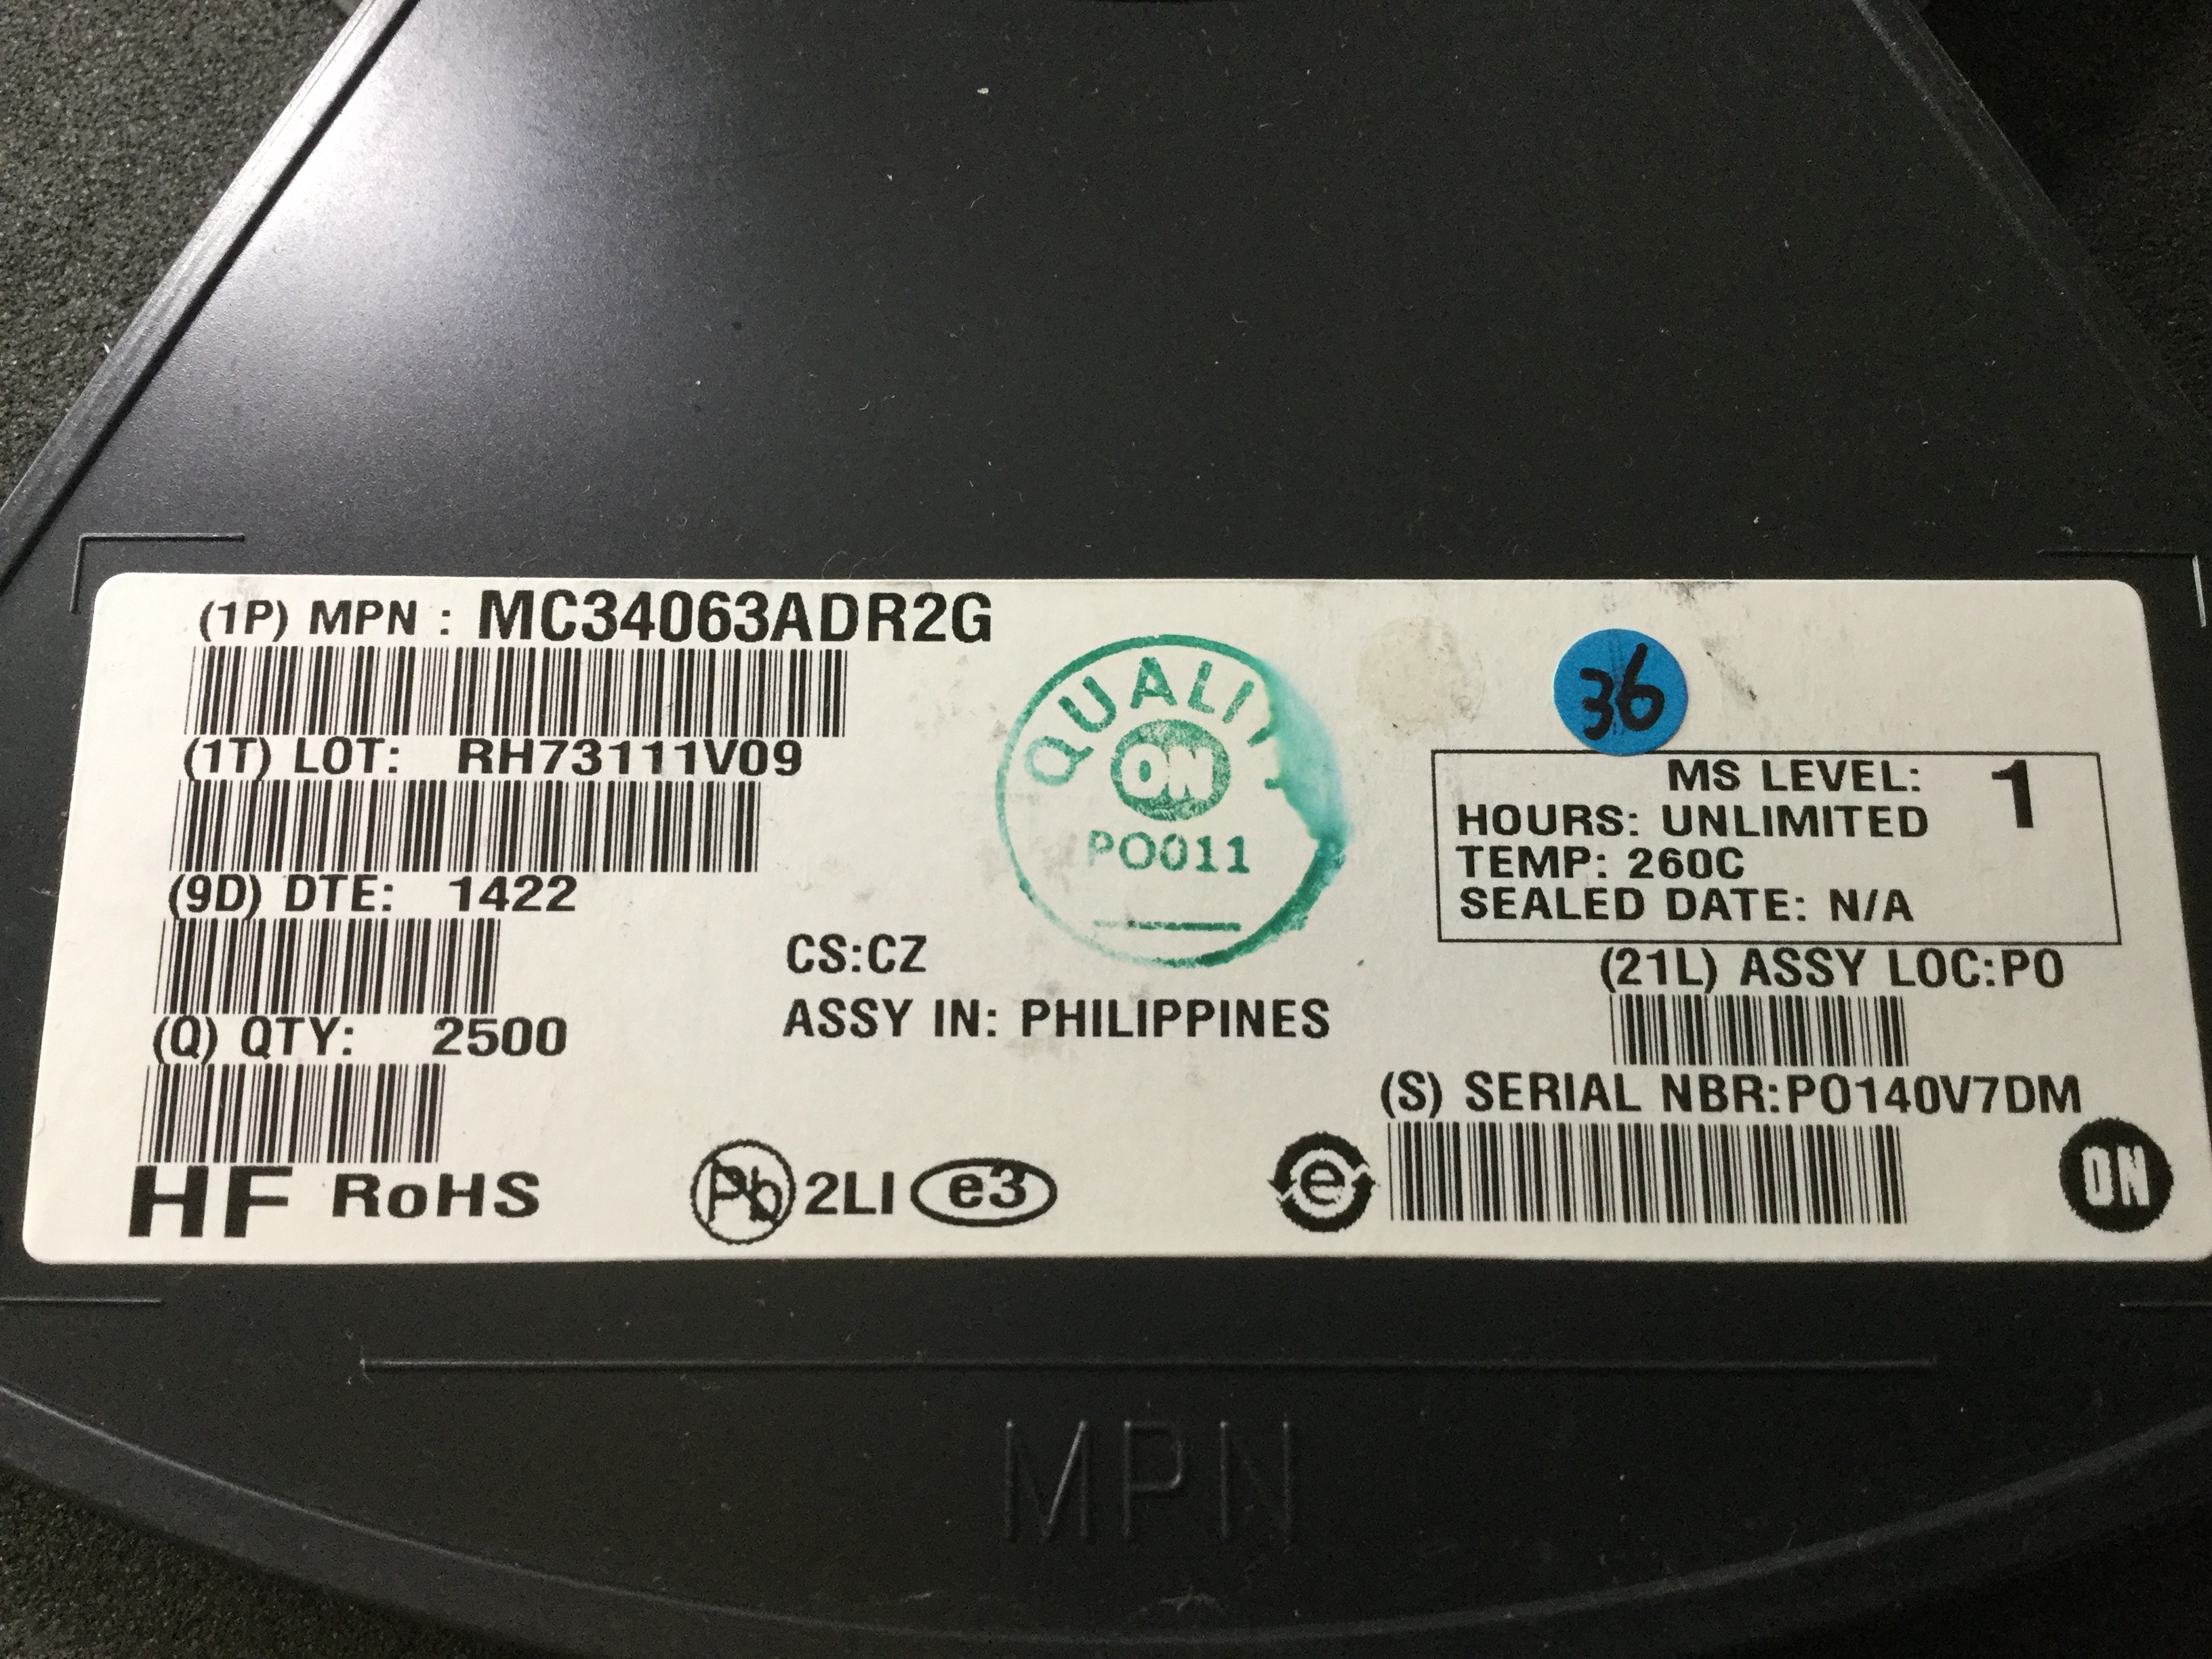 (1P) MPN : MC34063ADR2G
(1T) LOT: RH73111V09
(9D) DTE: 1422
(Q) QTY: 2500
HF RoHS
Pb 2LI e3
CS:CZ
ASSY IN: PHILIPPINES
ON
PO011
36
MS LEVEL: 1
HOURS: UNLIMITED
TEMP: 260C
SEALED DATE: N/A
(21L) ASSY LOC:PO
(S) SERIAL NBR:PO140V7DM
e
ON
MPN